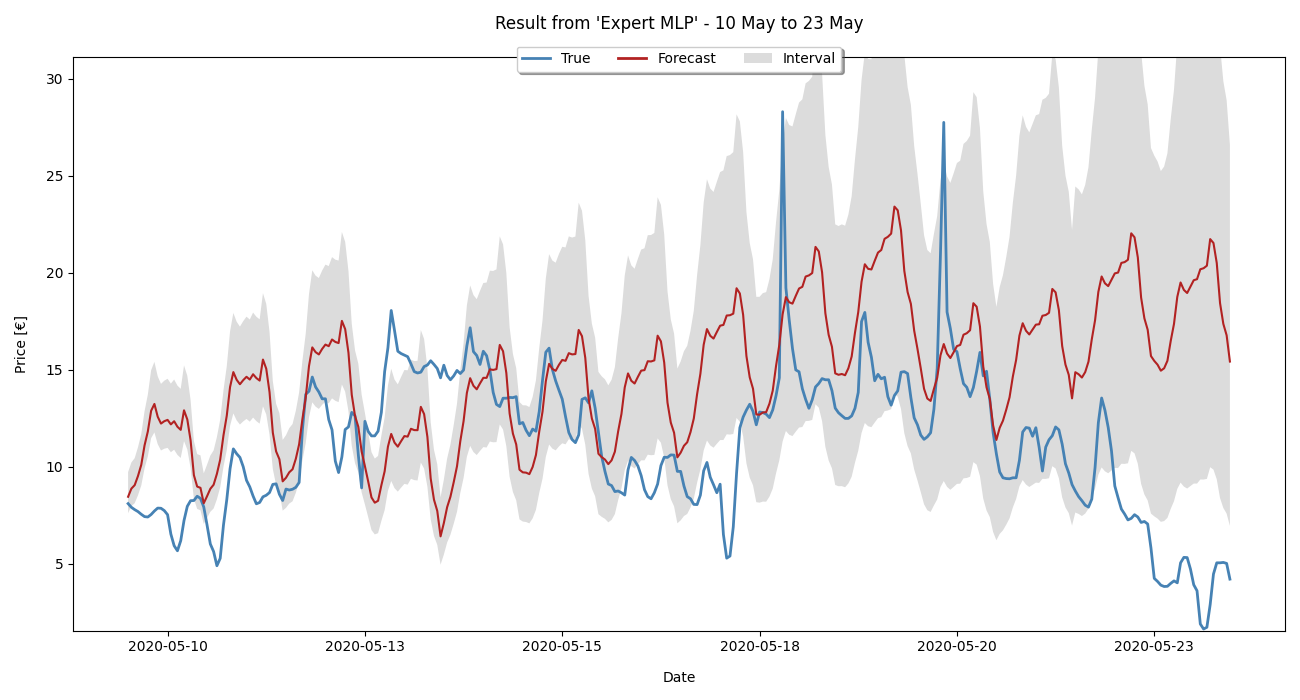 Result from 'Expert MLP' - 10 May to 23 May
True Forecast Interval
30
25
20
15
10
5
Price [€]
2020-05-10 2020-05-13 2020-05-15 2020-05-18 2020-05-20 2020-05-23
Date